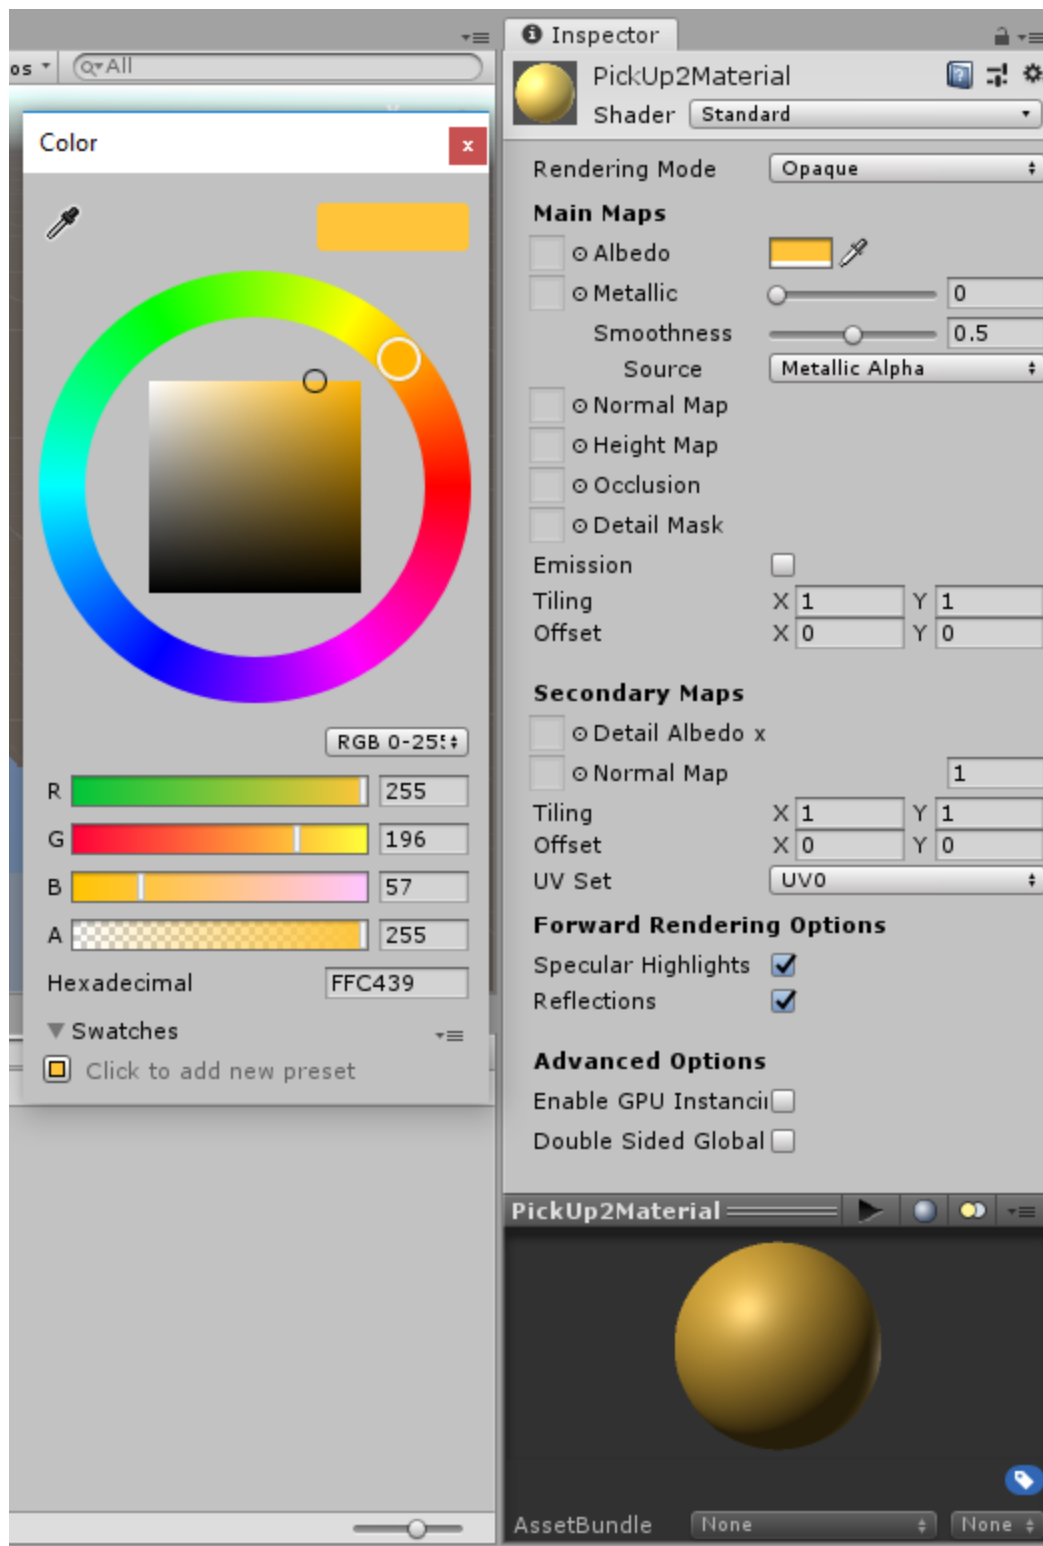 os
All
Color
x
RGB 0-255
R 255
G 196
B 57
A 255
Hexadecimal FFC439
Swatches
Click to add new preset
Inspector
PickUp2Material
Shader Standard
Rendering Mode Opaque
Main Maps
Albedo
Metallic 0
Smoothness 0.5
Source Metallic Alpha
Normal Map
Height Map
Occlusion
Detail Mask
Emission
Tiling X 1 Y 1
Offset X 0 Y 0
Secondary Maps
Detail Albedo x
Normal Map 1
Tiling X 1 Y 1
Offset X 0 Y 0
UV Set UV0
Forward Rendering Options
Specular Highlights
Reflections
Advanced Options
Enable GPU Instancii
Double Sided Global
PickUp2Material
AssetBundle None None